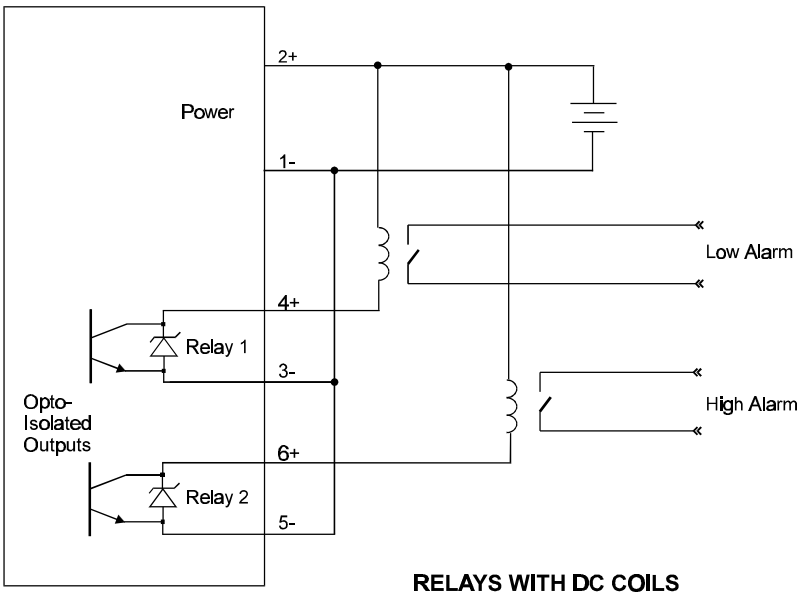 2+
Power
1-
Low Alarm
4+
Relay 1
3-
High Alarm
Opto-
Isolated
Outputs
6+
Relay 2
5-
RELAYS WITH DC COILS